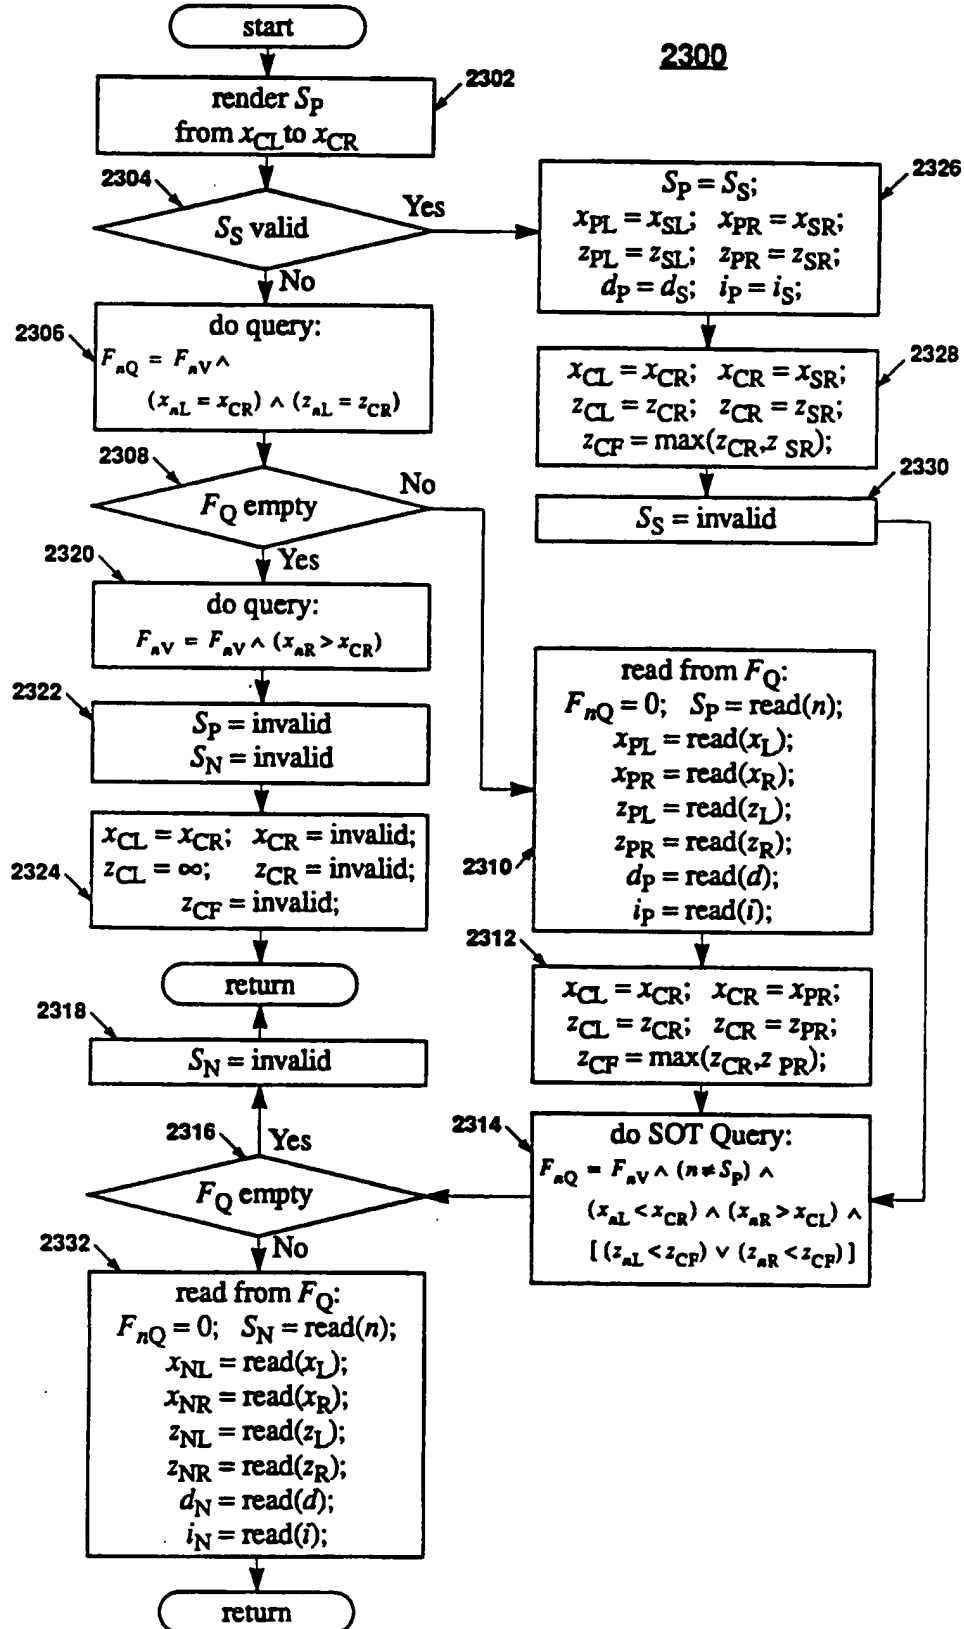 2300
start
2302
render S_P
from x_CL to x_CR
2304
S_S valid
Yes
No
2326
S_P = S_S;
x_PL = x_SL; x_PR = x_SR;
z_PL = z_SL; z_PR = z_SR;
d_P = d_S; i_P = i_S;
2306
do query:
F_nQ = F_nV ∧
(x_nL = x_CR) ∧ (z_nL = z_CR)
2328
x_CL = x_CR; x_CR = x_SR;
z_CL = z_CR; z_CR = z_SR;
z_CF = max(z_CR, z_SR);
2308
F_Q empty
No
Yes
2330
S_S = invalid
2320
do query:
F_nV = F_nV ∧ (x_nR > x_CR)
2322
S_P = invalid
S_N = invalid
2324
x_CL = x_CR; x_CR = invalid;
z_CL = ∞; z_CR = invalid;
z_CF = invalid;
return
2310
read from F_Q:
F_nQ = 0; S_P = read(n);
x_PL = read(x_L);
x_PR = read(x_R);
z_PL = read(z_L);
z_PR = read(z_R);
d_P = read(d);
i_P = read(i);
2312
x_CL = x_CR; x_CR = x_PR;
z_CL = z_CR; z_CR = z_PR;
z_CF = max(z_CR, z_PR);
2314
do SOT Query:
F_nQ = F_nV ∧ (n ≠ S_P) ∧
(x_nL < x_CR) ∧ (x_nR > x_CL) ∧
[(z_nL < z_CF) ∨ (z_nR < z_CF)]
2318
S_N = invalid
2316
Yes
F_Q empty
No
2332
read from F_Q:
F_nQ = 0; S_N = read(n);
x_NL = read(x_L);
x_NR = read(x_R);
z_NL = read(z_L);
z_NR = read(z_R);
d_N = read(d);
i_N = read(i);
return